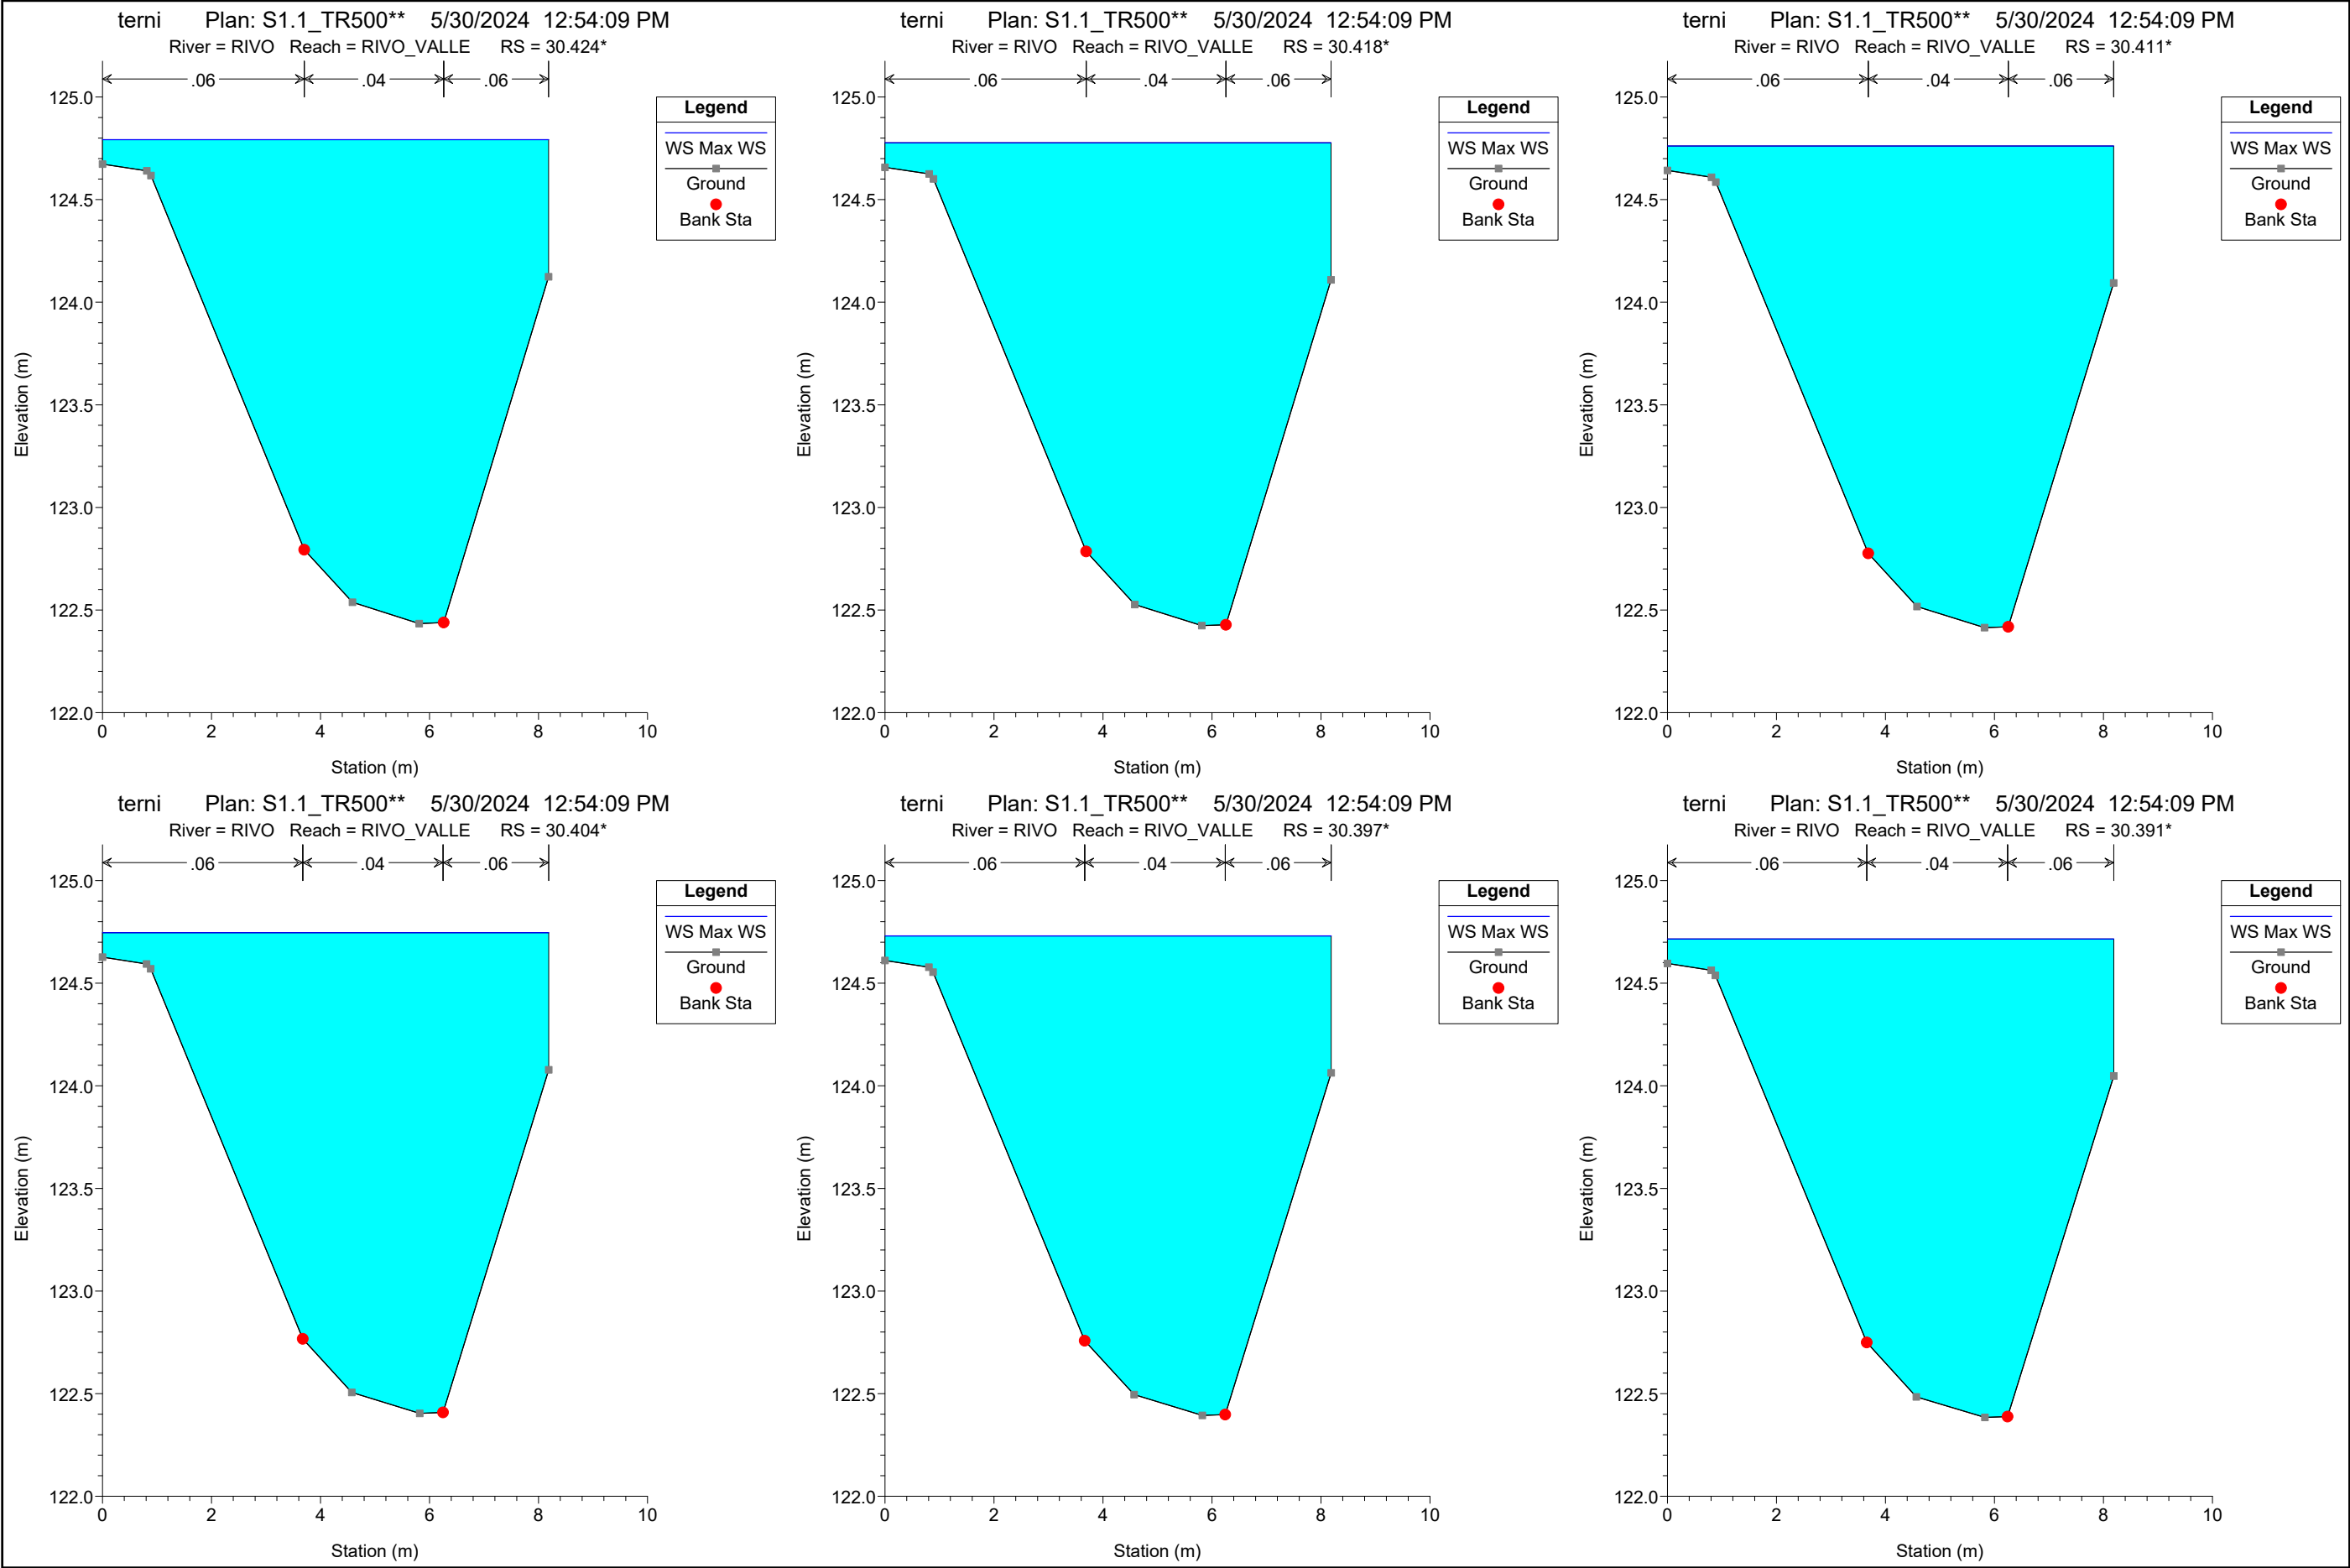 terni Plan: S1.1_TR500** 5/30/2024 12:54:09 PM
River = RIVO Reach = RIVO_VALLE RS = 30.424*
.06 .04 .06
125.0
124.5
124.0
123.5
123.0
122.5
122.0
0 2 4 6 8 10
Station (m)
Elevation (m)
Legend
WS Max WS
Ground
Bank Sta
terni Plan: S1.1_TR500** 5/30/2024 12:54:09 PM
River = RIVO Reach = RIVO_VALLE RS = 30.418*
.06 .04 .06
125.0
124.5
124.0
123.5
123.0
122.5
122.0
0 2 4 6 8 10
Station (m)
Elevation (m)
Legend
WS Max WS
Ground
Bank Sta
terni Plan: S1.1_TR500** 5/30/2024 12:54:09 PM
River = RIVO Reach = RIVO_VALLE RS = 30.411*
.06 .04 .06
125.0
124.5
124.0
123.5
123.0
122.5
122.0
0 2 4 6 8 10
Station (m)
Elevation (m)
Legend
WS Max WS
Ground
Bank Sta
terni Plan: S1.1_TR500** 5/30/2024 12:54:09 PM
River = RIVO Reach = RIVO_VALLE RS = 30.404*
.06 .04 .06
125.0
124.5
124.0
123.5
123.0
122.5
122.0
0 2 4 6 8 10
Station (m)
Elevation (m)
Legend
WS Max WS
Ground
Bank Sta
terni Plan: S1.1_TR500** 5/30/2024 12:54:09 PM
River = RIVO Reach = RIVO_VALLE RS = 30.397*
.06 .04 .06
125.0
124.5
124.0
123.5
123.0
122.5
122.0
0 2 4 6 8 10
Station (m)
Elevation (m)
Legend
WS Max WS
Ground
Bank Sta
terni Plan: S1.1_TR500** 5/30/2024 12:54:09 PM
River = RIVO Reach = RIVO_VALLE RS = 30.391*
.06 .04 .06
125.0
124.5
124.0
123.5
123.0
122.5
122.0
0 2 4 6 8 10
Station (m)
Elevation (m)
Legend
WS Max WS
Ground
Bank Sta